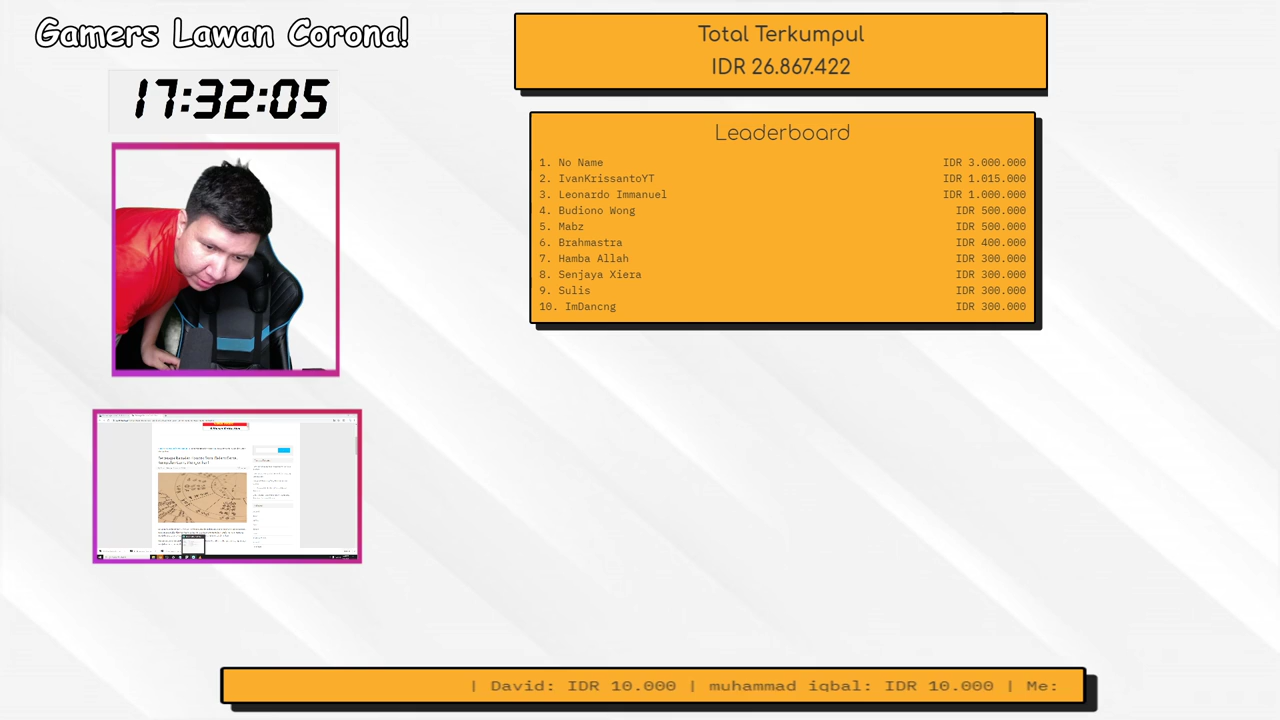 Gamers Lawan Corona!
17:32:05
Total Terkumpul
IDR 26.867.422
Leaderboard
1. No Name IDR 3.000.000
2. IvanKrissantoYT IDR 1.015.000
3. Leonardo Immanuel IDR 1.000.000
4. Budiono Wong IDR 500.000
5. Mabz IDR 500.000
6. Brahmastra IDR 400.000
7. Hamba Allah IDR 300.000
8. Senjaya Xiera IDR 300.000
9. Sulis IDR 300.000
10. ImDancng IDR 300.000
| David: IDR 10.000 | muhammad iqbal: IDR 10.000 | Me: